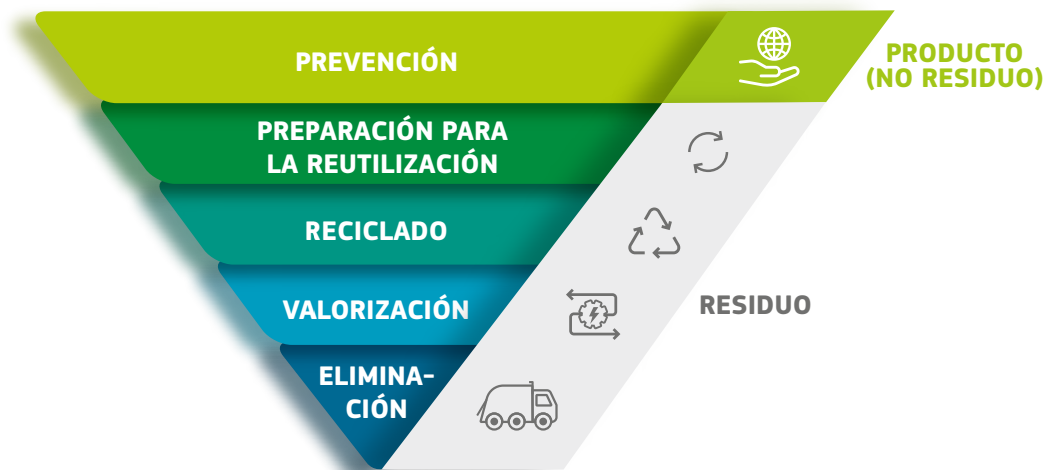 PREVENCIÓN
PRODUCTO
(NO RESIDUO)
PREPARACIÓN PARA
LA REUTILIZACIÓN
RECICLADO
VALORIZACIÓN
RESIDUO
ELIMINA-
CIÓN